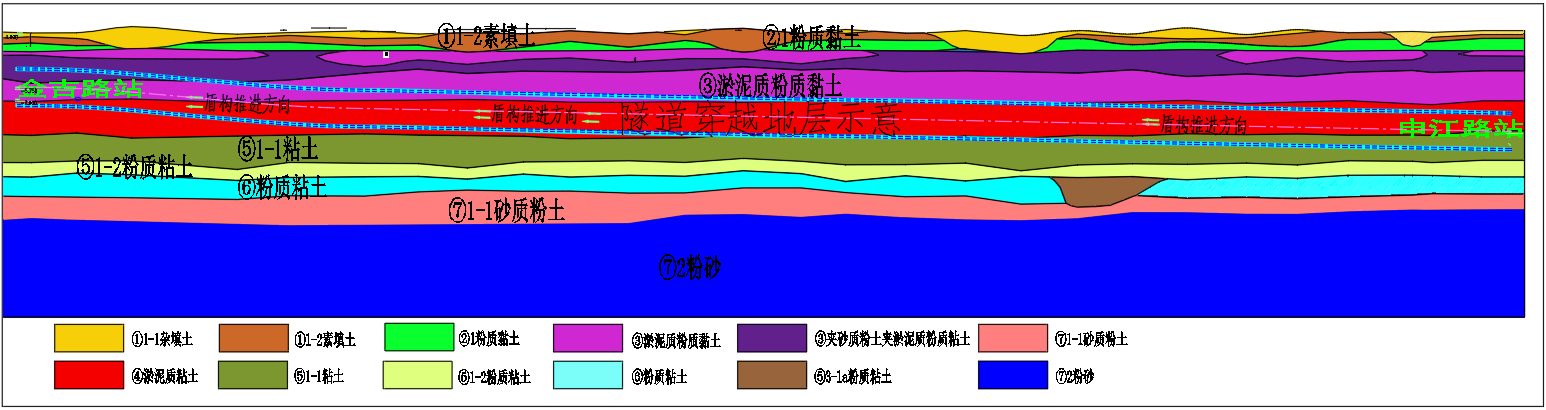 ①1-2素填土
②1粉质黏土
③淤泥质粉质黏土
金吉路站
盾构推进方向
盾构推进方向
隧道穿越地层示意
盾构推进方向
申江路站
⑤1-1粘土
⑤1-2粉质粘土
⑥粉质粘土
⑦1-1砂质粉土
⑦2粉砂
①1-1杂填土
①1-2素填土
②1粉质黏土
③淤泥质粉质黏土
③夹砂质粉土夹淤泥质粉质粘土
⑦1-1砂质粉土
④淤泥质粘土
⑤1-1粘土
⑥1-2粉质粘土
⑥粉质粘土
⑤3-1a粉质粘土
⑦2粉砂